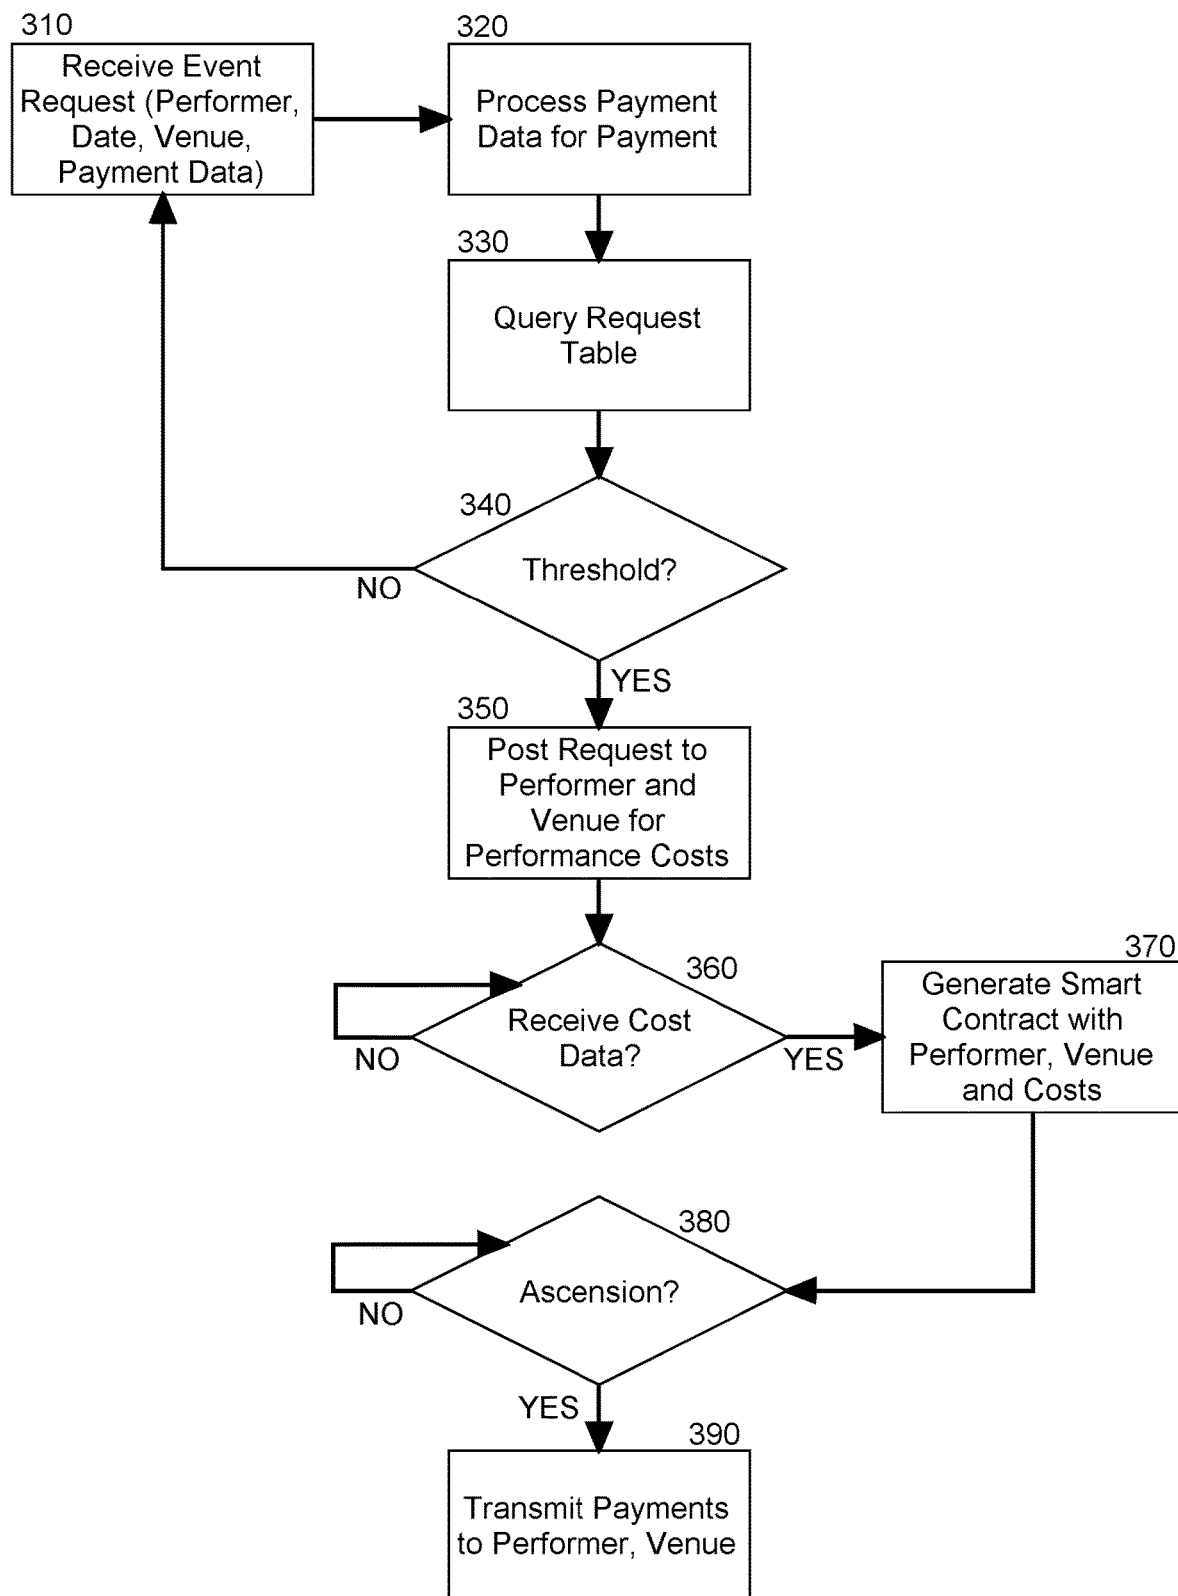 310
Receive Event
Request (Performer,
Date, Venue,
Payment Data)
320
Process Payment
Data for Payment
330
Query Request
Table
340
Threshold?
NO
YES
350
Post Request to
Performer and
Venue for
Performance Costs
360
Receive Cost
Data?
NO
YES
370
Generate Smart
Contract with
Performer, Venue
and Costs
380
Ascension?
NO
YES
390
Transmit Payments
to Performer, Venue